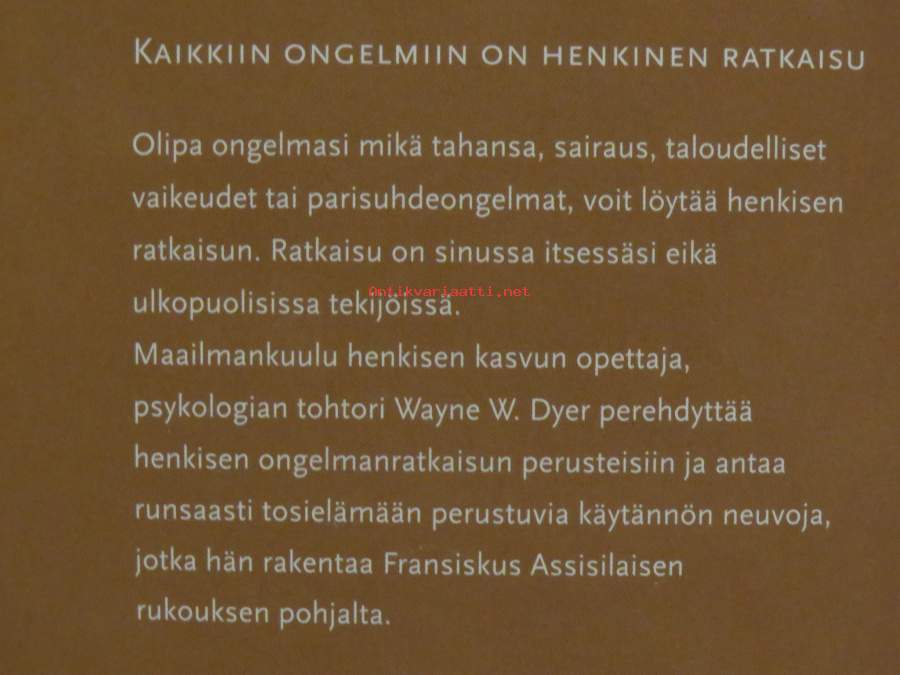 KAIKKIIN ONGELMIIN ON HENKINEN RATKAISU
Olipa ongelmasi mikä tahansa, sairaus, taloudelliset
vaikeudet tai parisuhdeongelmat, voit löytää henkisen
ratkaisun. Ratkaisu on sinussa itsessäsi eikä
Antikvariaatti.net
ulkopuolisissa tekijöissä.
Maailmankuulu henkisen kasvun opettaja,
psykologian tohtori Wayne W. Dyer perehdyttää
henkisen ongelmanratkaisun perusteisiin ja antaa
runsaasti tosielämään perustuvia käytännön neuvoja,
jotka hän rakentaa Fransiskus Assisilaisen
rukouksen pohjalta.